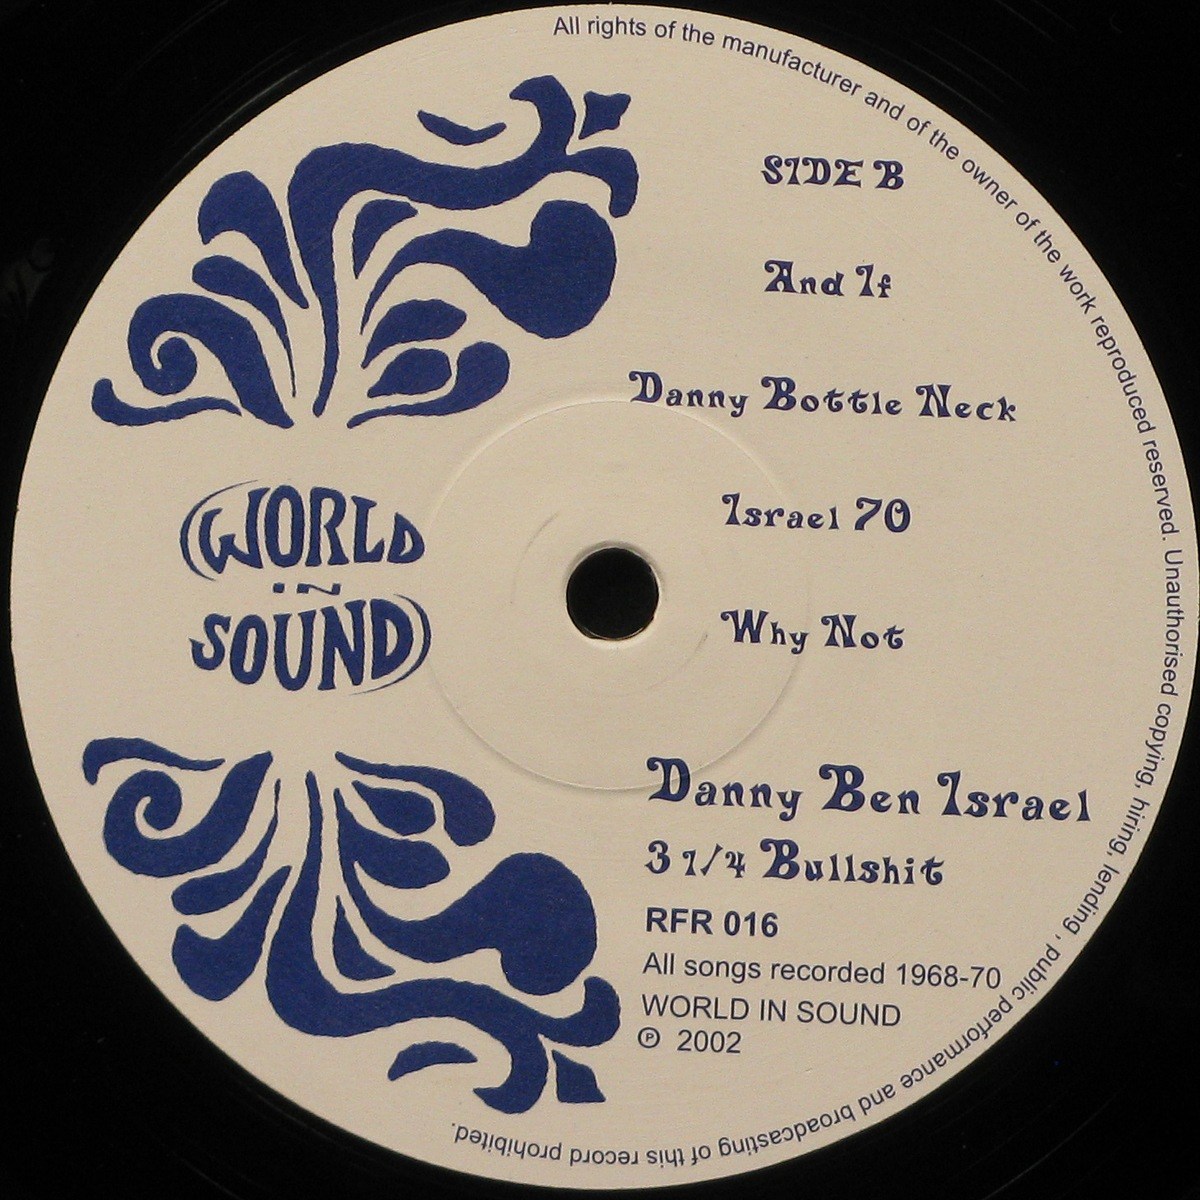 All rights of the manufacturer and of the owner of the work reproduced reserved. Unauthorised copying, hiring, lending , public performance and broadcasting of this record prohibited.
SIDE B
And If
Danny Bottle Neck
Israel 70
Why Not
WORLD
in
SOUND
Danny Ben Israel
3 1/4 Bullshit
RFR 016
All songs recorded 1968-70
WORLD IN SOUND
℗ 2002